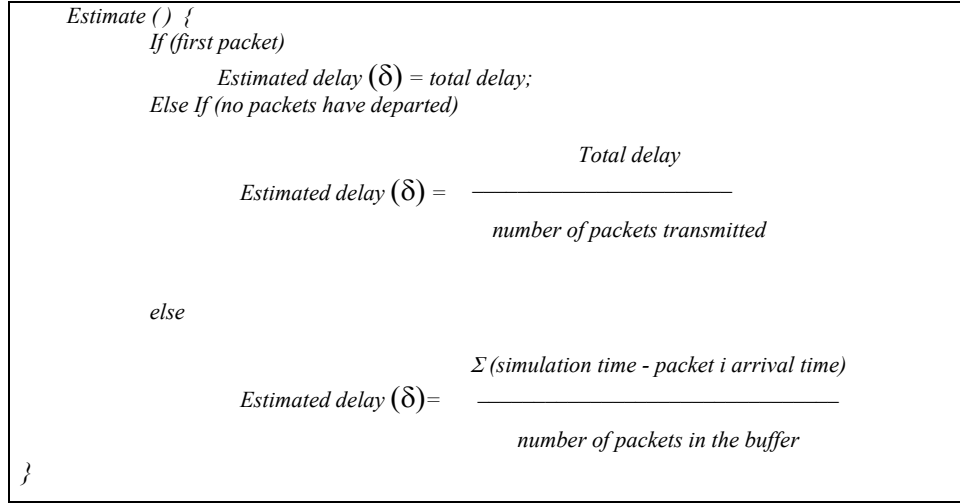 Estimate ( ) {
If (first packet)
Estimated delay (δ) = total delay;
Else If (no packets have departed)
Total delay
Estimated delay (δ) =
number of packets transmitted
else
Σ (simulation time - packet i arrival time)
Estimated delay (δ)=
number of packets in the buffer
}